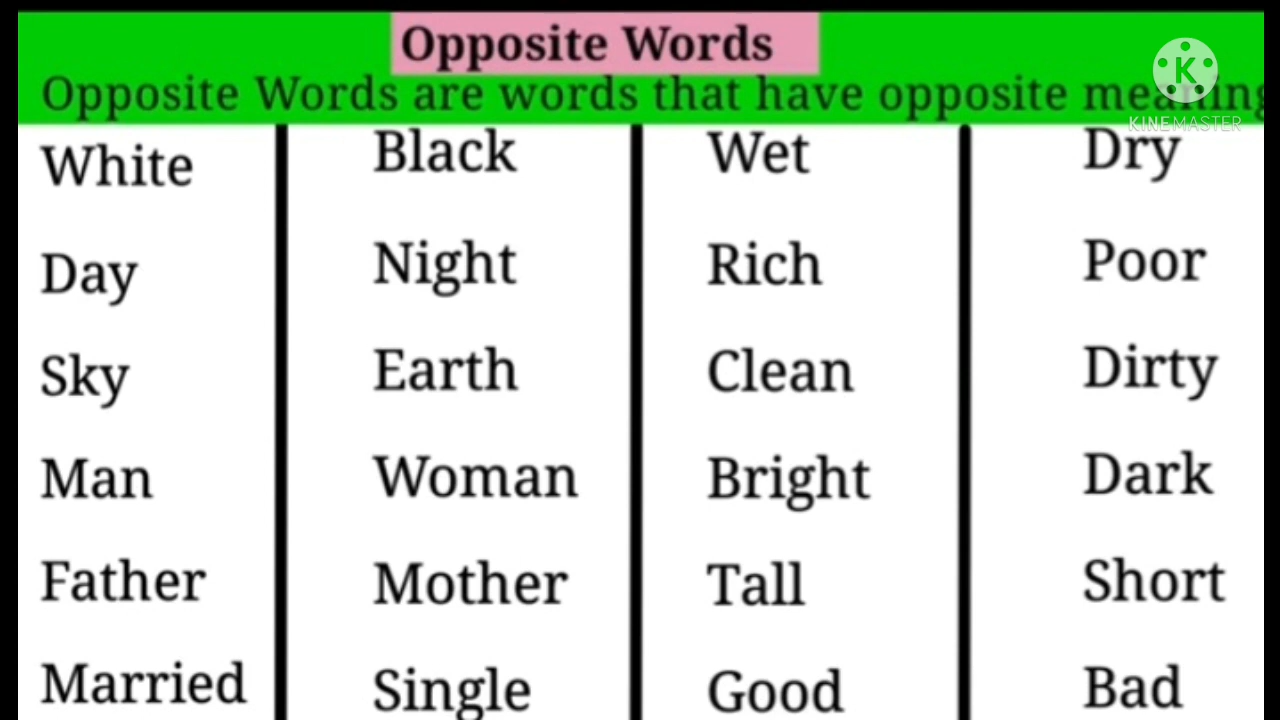 Opposite Words
Opposite Words are words that have opposite meaning
K
KINEMASTER
White Black Wet Dry
Day Night Rich Poor
Sky Earth Clean Dirty
Man Woman Bright Dark
Father Mother Tall Short
Married Single Good Bad